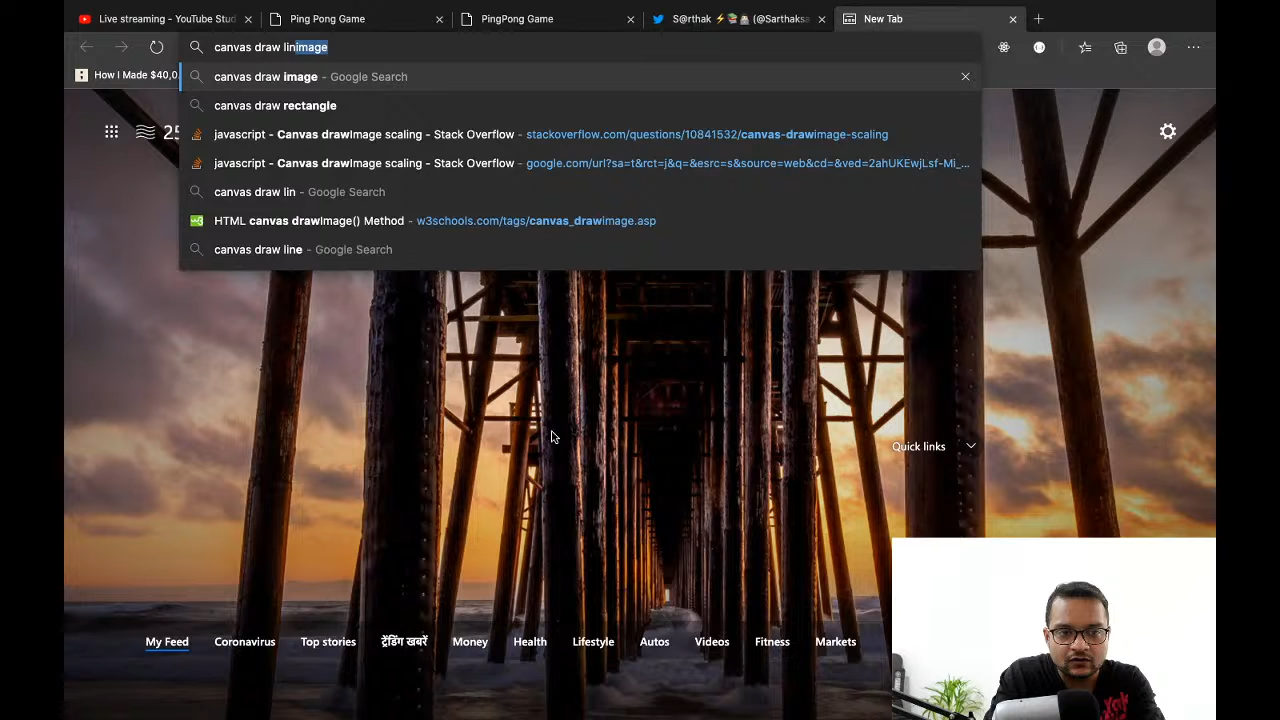 Live streaming - YouTube Stud
Ping Pong Game
PingPong Game
S@rthak ⚡📚 (@Sarthaksa
New Tab
canvas draw linimage
How I Made $40,0
canvas draw image - Google Search
canvas draw rectangle
javascript - Canvas drawImage scaling - Stack Overflow - stackoverflow.com/questions/10841532/canvas-drawimage-scaling
javascript - Canvas drawImage scaling - Stack Overflow - google.com/url?sa=t&rct=j&q=&esrc=s&source=web&cd=&ved=2ahUKEwjLsf-Mi_...
canvas draw lin - Google Search
HTML canvas drawImage() Method - w3schools.com/tags/canvas_drawimage.asp
canvas draw line - Google Search
25
Quick links
My Feed Coronavirus Top stories ट्रेंडिंग खबरें Money Health Lifestyle Autos Videos Fitness Markets